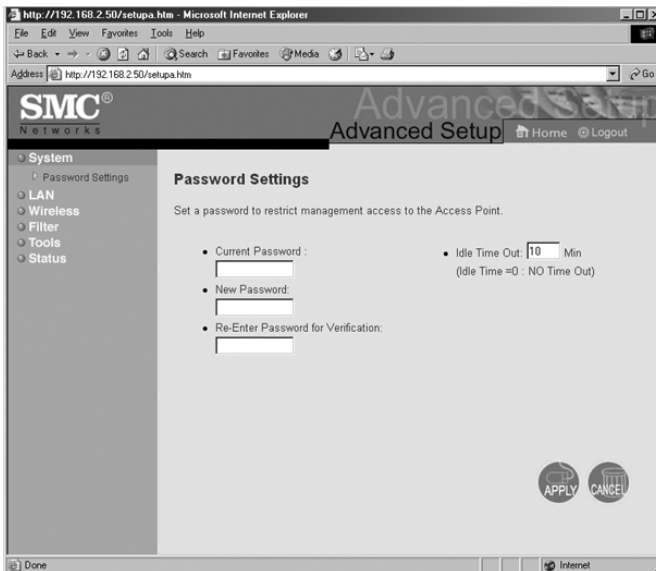 http://192.168.2.50/setupa.htm - Microsoft Internet Explorer
File Edit View Favorites Tools Help
Back Search Favorites Media
Address http://192.168.2.50/setupa.htm Go
SMC®
Networks
Advanced Setup
Advanced Setup
Home Logout
System
Password Settings
LAN
Wireless
Filter
Tools
Status
Password Settings
Set a password to restrict management access to the Access Point.
Current Password :
New Password:
Re-Enter Password for Verification:
Idle Time Out: 10 Min
(Idle Time =0 : NO Time Out)
APPLY CANCEL
Done Internet